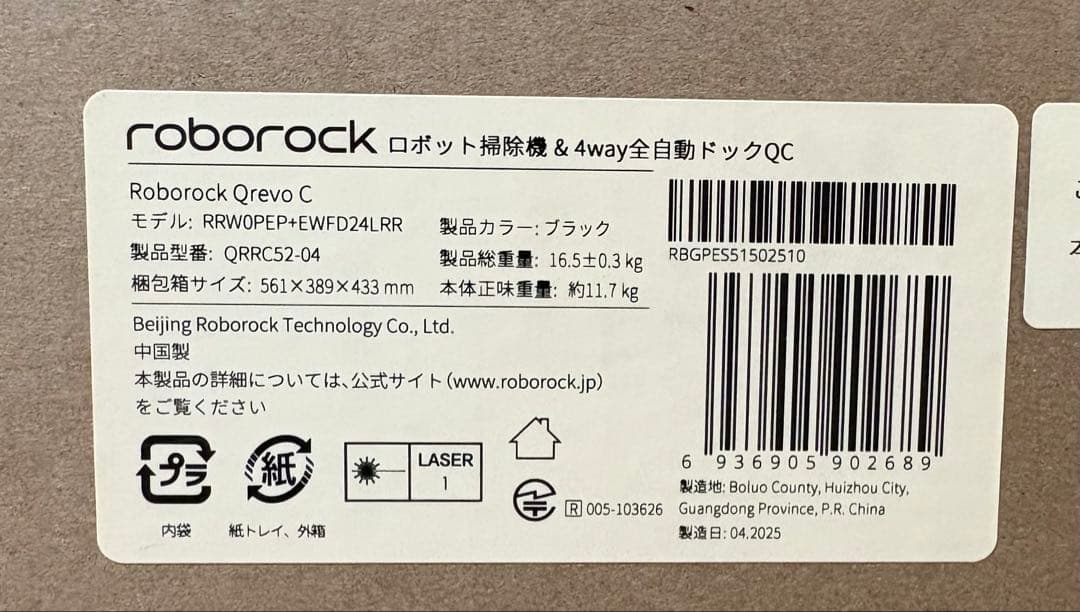 roborock ロボット掃除機 & 4way全自動ドックQC
Roborock Qrevo C
モデル: RRW0PEP+EWFD24LRR
製品カラー: ブラック
製品型番: QRRC52-04
製品総重量: 16.5±0.3 kg
梱包箱サイズ: 561×389×433 mm
本体正味重量: 約11.7 kg
RBGPES51502510
Beijing Roborock Technology Co., Ltd.
中国製
本製品の詳細については、公式サイト(www.roborock.jp)
をご覧ください
プラ
内袋
紙
紙トレイ、外箱
LASER
1
R 005-103626
6 936905 902689
製造地: Boluo County, Huizhou City,
Guangdong Province, P.R. China
製造日: 04.2025